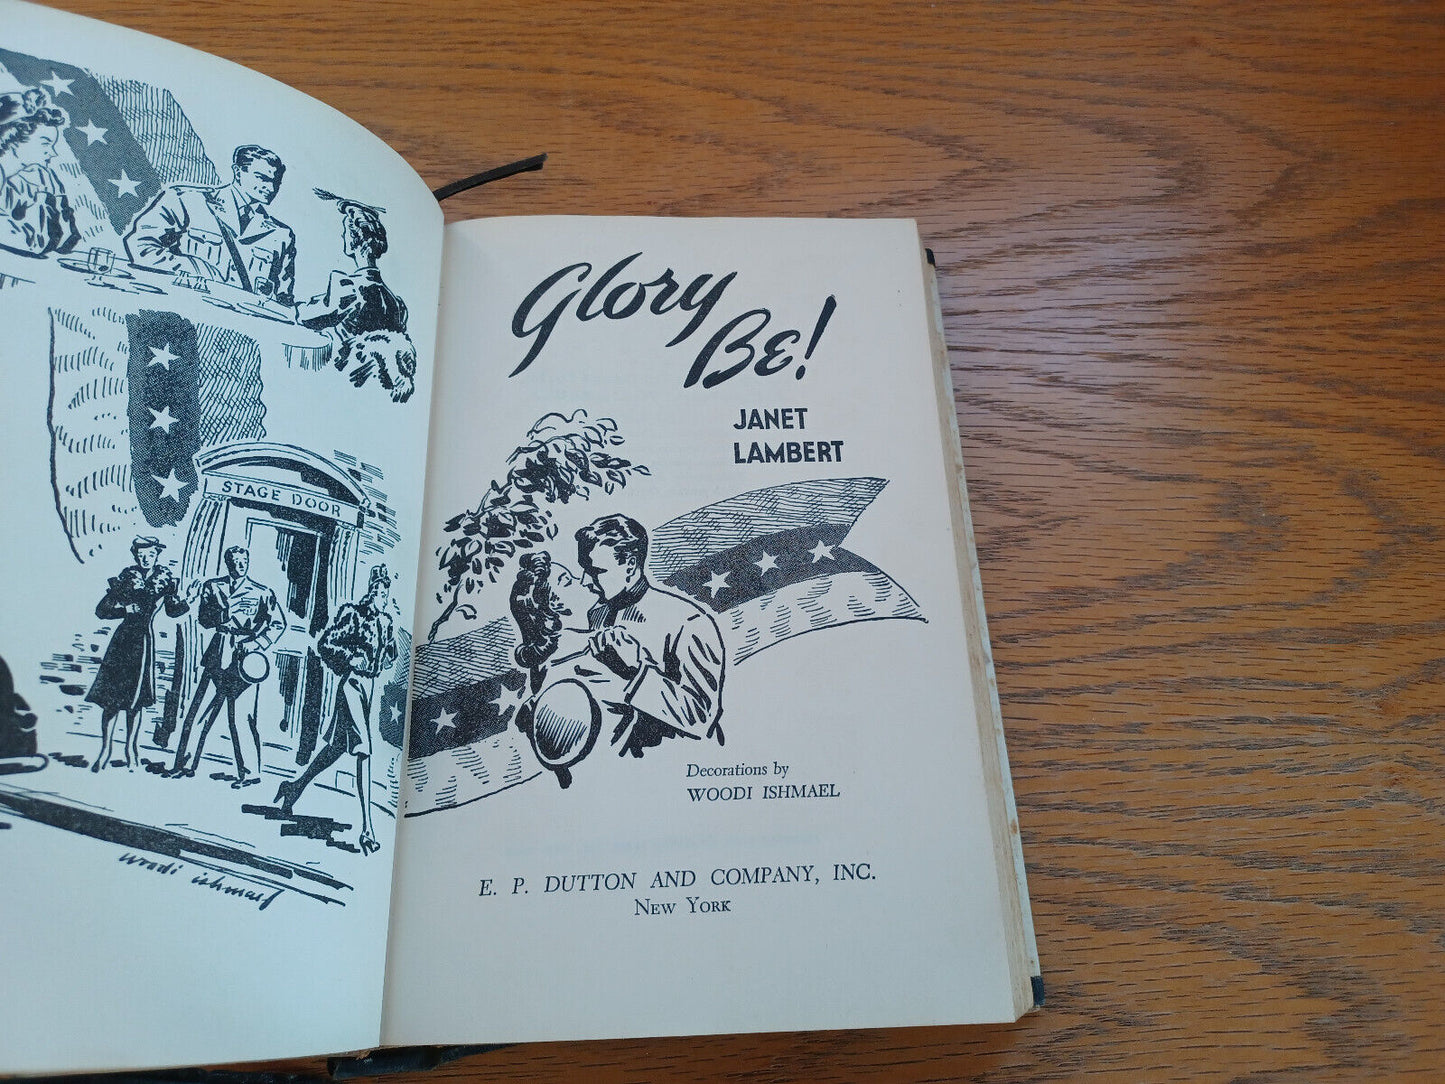 STAGE DOOR
woodi ishmael
Glory
BE!
JANET
LAMBERT
Decorations by
WOODI ISHMAEL
E. P. DUTTON AND COMPANY, INC.
NEW YORK